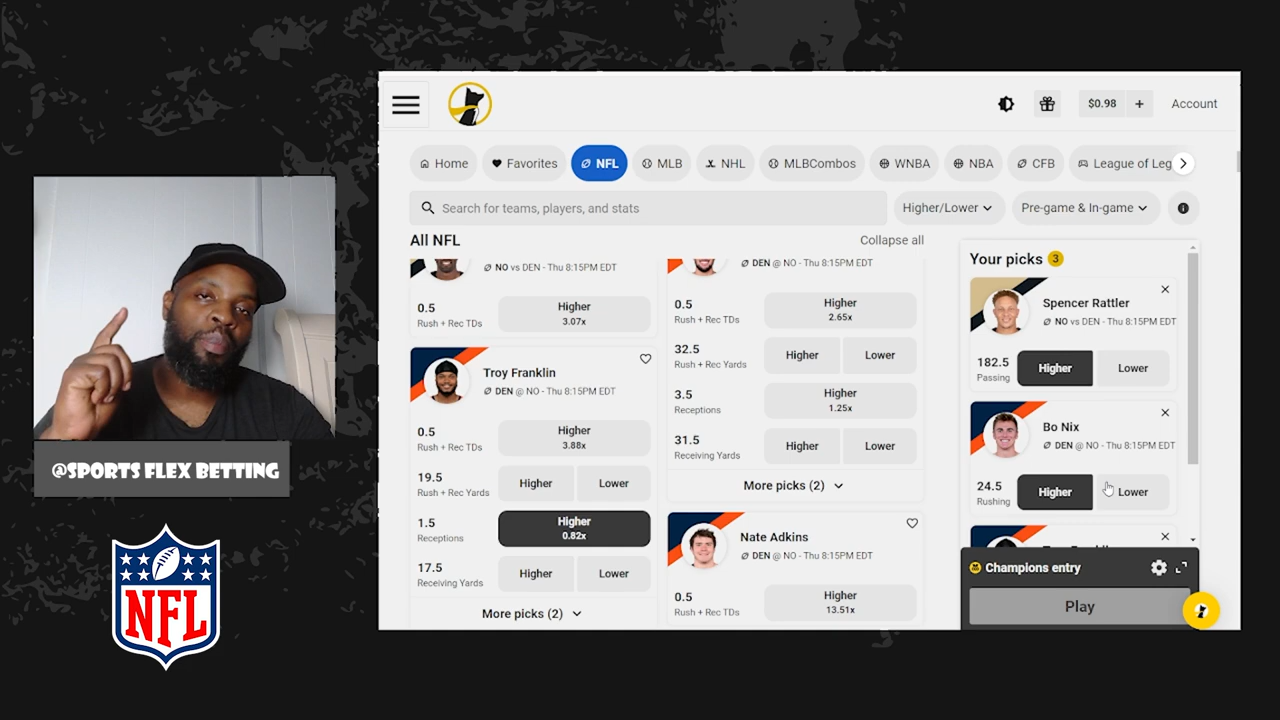 $0.98
+
Account
Home
Favorites
NFL
MLB
NHL
MLBCombos
WNBA
NBA
CFB
League of Leg
Search for teams, players, and stats
Higher/Lower
Pre-game & In-game
All NFL
Collapse all
NO vs DEN - Thu 8:15PM EDT
0.5
Rush + Rec TDs
Higher
3.07x
Troy Franklin
DEN @ NO - Thu 8:15PM EDT
0.5
Rush + Rec TDs
Higher
3.88x
19.5
Rush + Rec Yards
Higher
Lower
1.5
Receptions
Higher
0.82x
17.5
Receiving Yards
Higher
Lower
More picks (2)
DEN @ NO - Thu 8:15PM EDT
0.5
Rush + Rec TDs
Higher
2.65x
32.5
Rush + Rec Yards
Higher
Lower
3.5
Receptions
Higher
1.25x
31.5
Receiving Yards
Higher
Lower
More picks (2)
Nate Adkins
DEN @ NO - Thu 8:15PM EDT
0.5
Rush + Rec TDs
Higher
13.51x
Your picks 3
Spencer Rattler
NO vs DEN - Thu 8:15PM EDT
182.5
Passing
Higher
Lower
Bo Nix
DEN @ NO - Thu 8:15PM EDT
24.5
Rushing
Higher
Lower
Champions entry
Play
@SPORTS FLEX BETTING
NFL